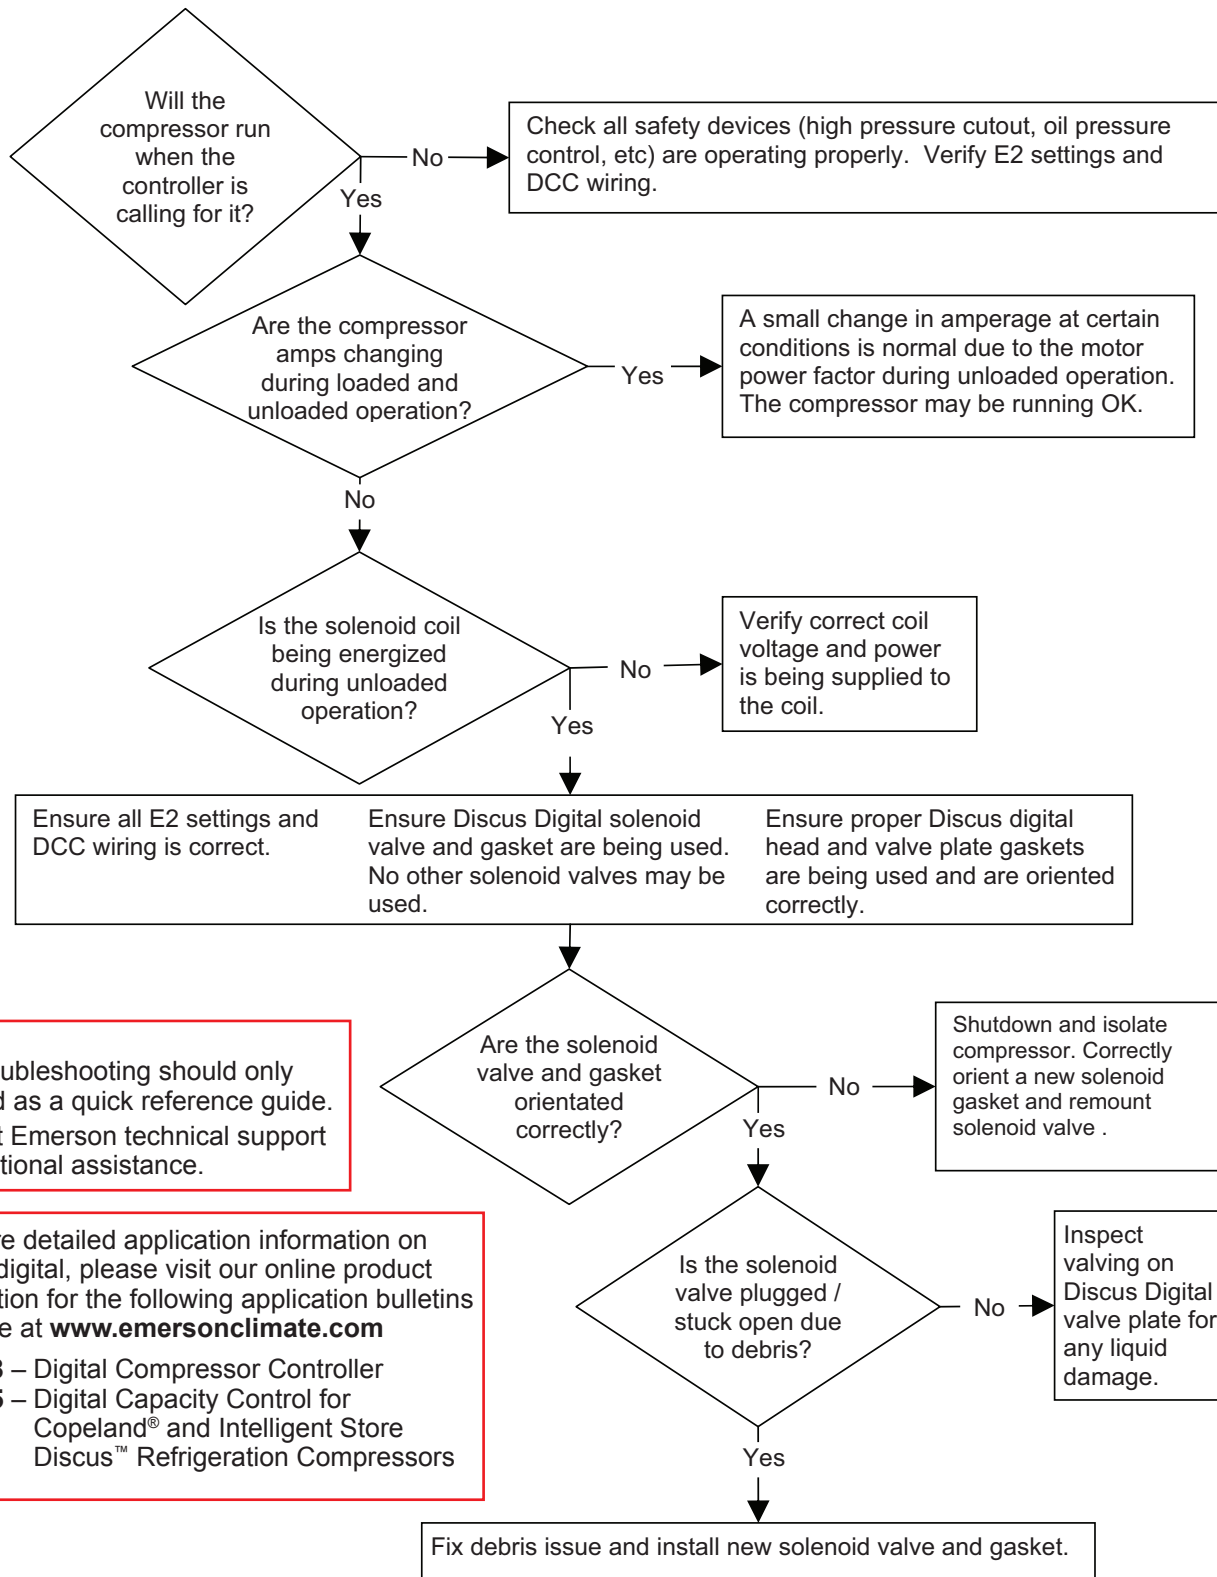 Will the
compressor run
when the
controller is
calling for it?
No
Check all safety devices (high pressure cutout, oil pressure
control, etc) are operating properly. Verify E2 settings and
DCC wiring.
Yes
Are the compressor
amps changing
during loaded and
unloaded operation?
Yes
A small change in amperage at certain
conditions is normal due to the motor
power factor during unloaded operation.
The compressor may be running OK.
No
Is the solenoid coil
being energized
during unloaded
operation?
No
Verify correct coil
voltage and power
is being supplied to
the coil.
Yes
Ensure all E2 settings and
DCC wiring is correct.
Ensure Discus Digital solenoid
valve and gasket are being used.
No other solenoid valves may be
used.
Ensure proper Discus digital
head and valve plate gaskets
are being used and are oriented
correctly.
Are the solenoid
valve and gasket
orientated
correctly?
No
Shutdown and isolate
compressor. Correctly
orient a new solenoid
gasket and remount
solenoid valve .
Yes
Is the solenoid
valve plugged /
stuck open due
to debris?
No
Inspect
valving on
Discus Digital
valve plate for
any liquid
damage.
Yes
Fix debris issue and install new solenoid valve and gasket.
ubleshooting should only
d as a quick reference guide.
t Emerson technical support
tional assistance.
re detailed application information on
digital, please visit our online product
tion for the following application bulletins
e at www.emersonclimate.com
3 – Digital Compressor Controller
5 – Digital Capacity Control for
Copeland® and Intelligent Store
Discus™ Refrigeration Compressors